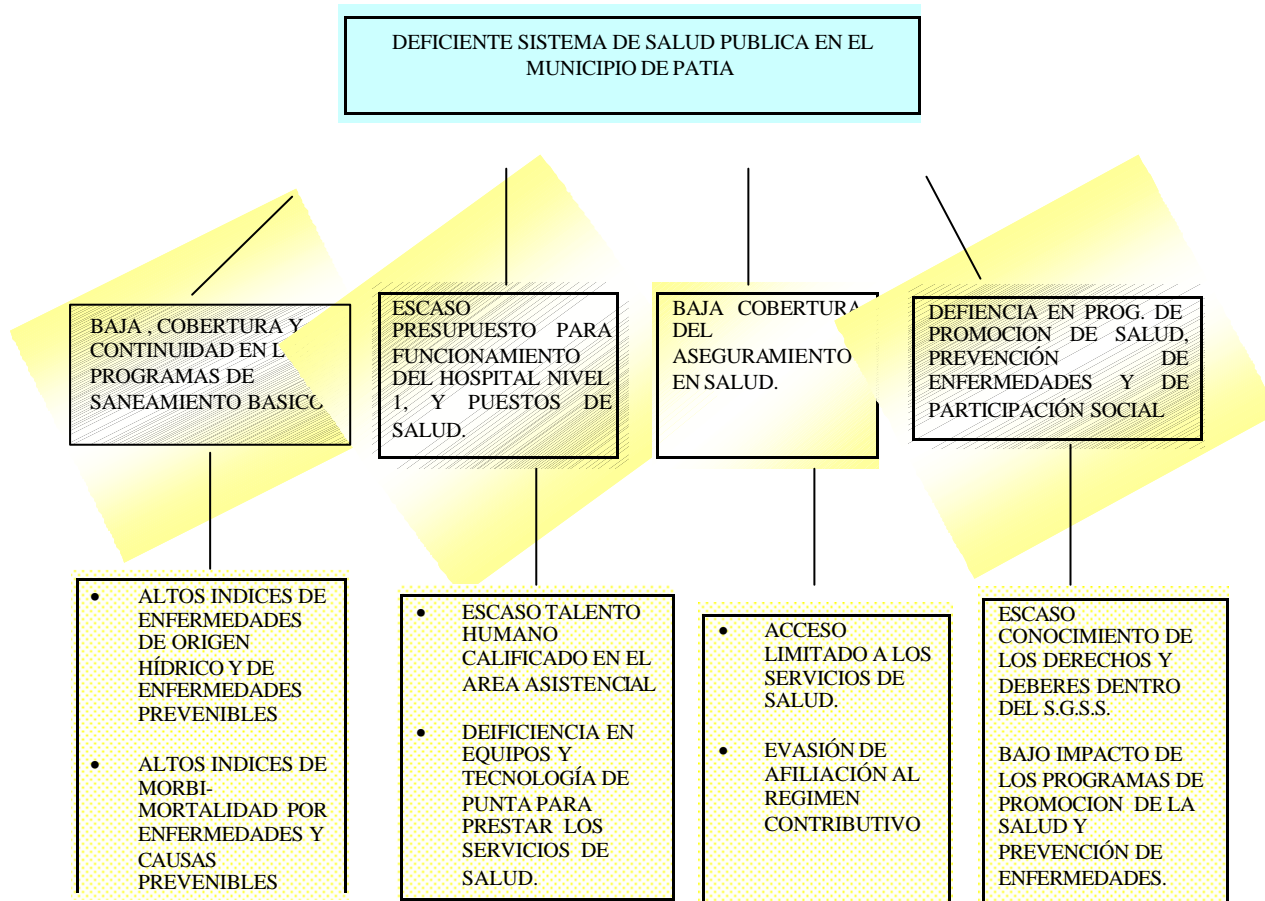 DEFICIENTE SISTEMA DE SALUD PUBLICA EN EL
MUNICIPIO DE PATIA
BAJA , COBERTURA Y
CONTINUIDAD EN L
PROGRAMAS DE
SANEAMIENTO BASICO
ESCASO
PRESUPUESTO PARA
FUNCIONAMIENTO
DEL HOSPITAL NIVEL
1, Y PUESTOS DE
SALUD.
BAJA COBERTURA
DEL
ASEGURAMIENTO
EN SALUD.
DEFIENCIA EN PROG. DE
PROMOCION DE SALUD,
PREVENCIÓN DE
ENFERMEDADES Y DE
PARTICIPACIÓN SOCIAL
• ALTOS INDICES DE
ENFERMEDADES
DE ORIGEN
HÍDRICO Y DE
ENFERMEDADES
PREVENIBLES
• ALTOS INDICES DE
MORBI-
MORTALIDAD POR
ENFERMEDADES Y
CAUSAS
PREVENIBLES
• ESCASO TALENTO
HUMANO
CALIFICADO EN EL
AREA ASISTENCIAL
• DEIFICIENCIA EN
EQUIPOS Y
TECNOLOGÍA DE
PUNTA PARA
PRESTAR LOS
SERVICIOS DE
SALUD.
• ACCESO
LIMITADO A LOS
SERVICIOS DE
SALUD.
• EVASIÓN DE
AFILIACIÓN AL
REGIMEN
CONTRIBUTIVO
ESCASO
CONOCIMIENTO DE
LOS DERECHOS Y
DEBERES DENTRO
DEL S.G.S.S.
BAJO IMPACTO DE
LOS PROGRAMAS DE
PROMOCION DE LA
SALUD Y
PREVENCIÓN DE
ENFERMEDADES.